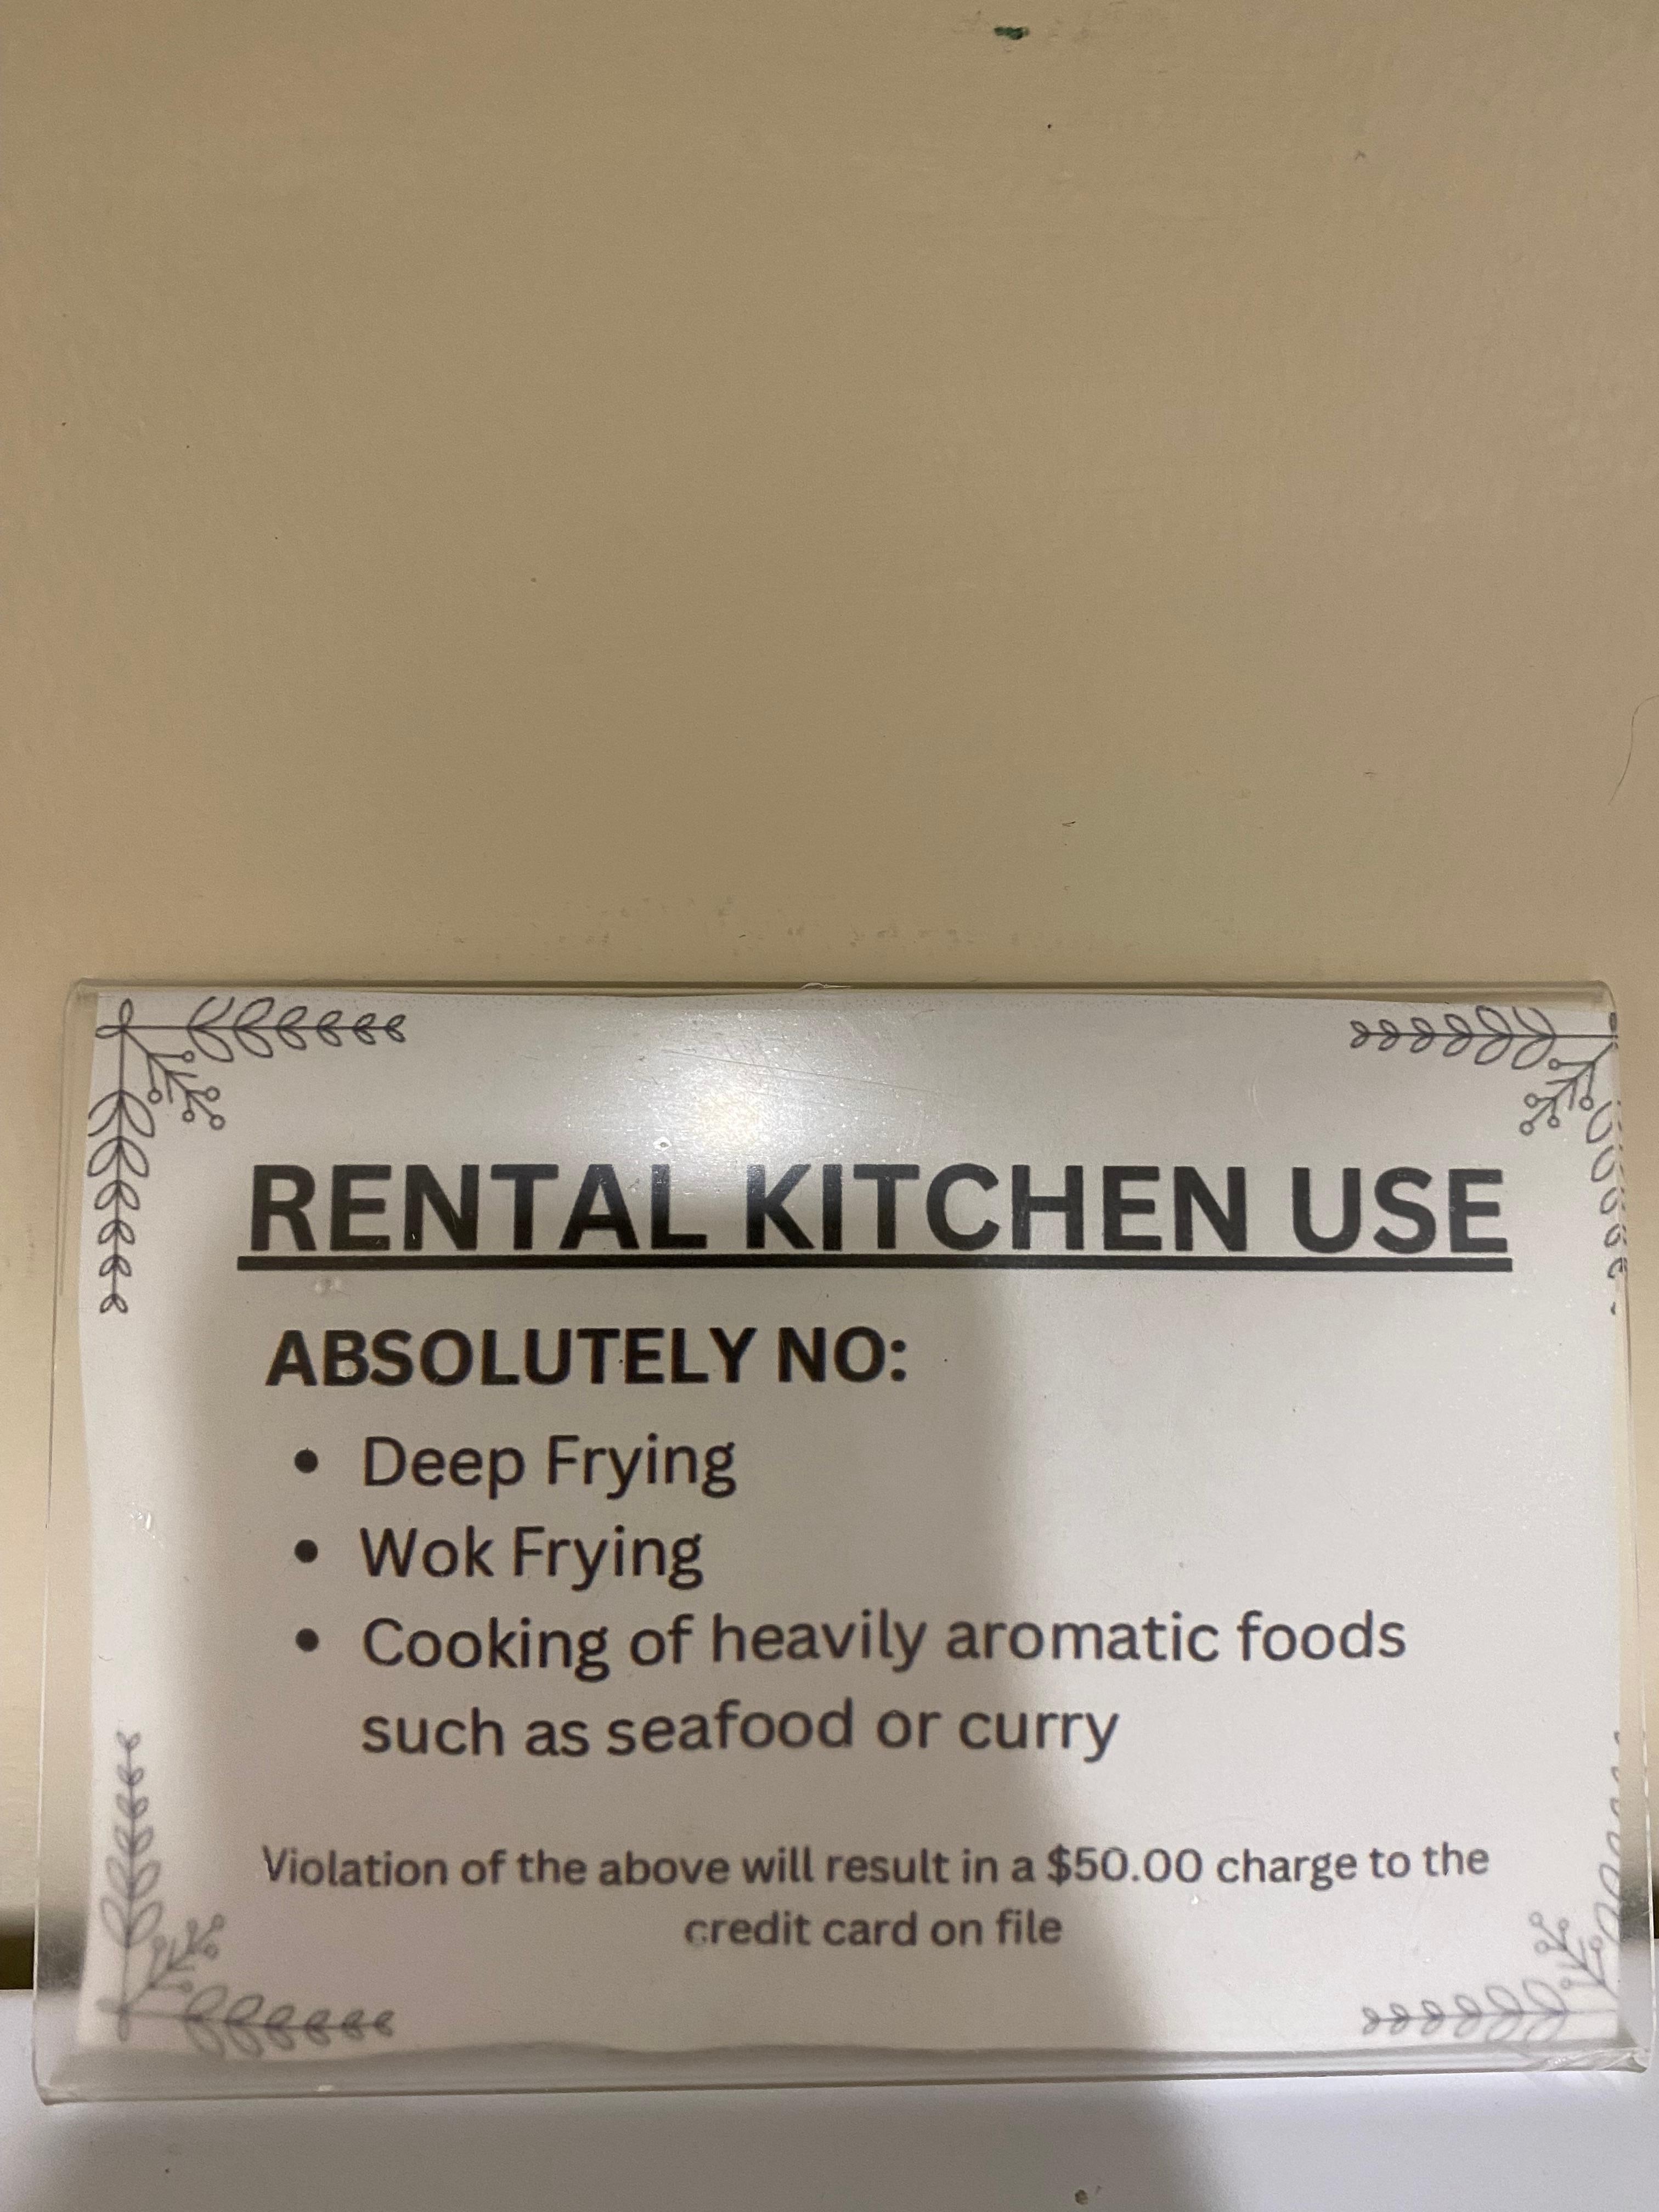 RENTAL KITCHEN USE
ABSOLUTELY NO:
• Deep Frying
• Wok Frying
• Cooking of heavily aromatic foods
such as seafood or curry
Violation of the above will result in a $50.00 charge to the
credit card on file